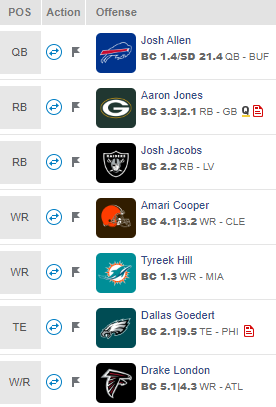 POS Action Offense
QB
Josh Allen
BC 1.4/SD 21.4 QB - BUF
RB
Aaron Jones
BC 3.3|2.1 RB - GB Q
RB
Josh Jacobs
BC 2.2 RB - LV
WR
Amari Cooper
BC 4.1|3.2 WR - CLE
WR
Tyreek Hill
BC 1.3 WR - MIA
TE
Dallas Goedert
BC 2.1|9.5 TE - PHI
W/R
Drake London
BC 5.1|4.3 WR - ATL